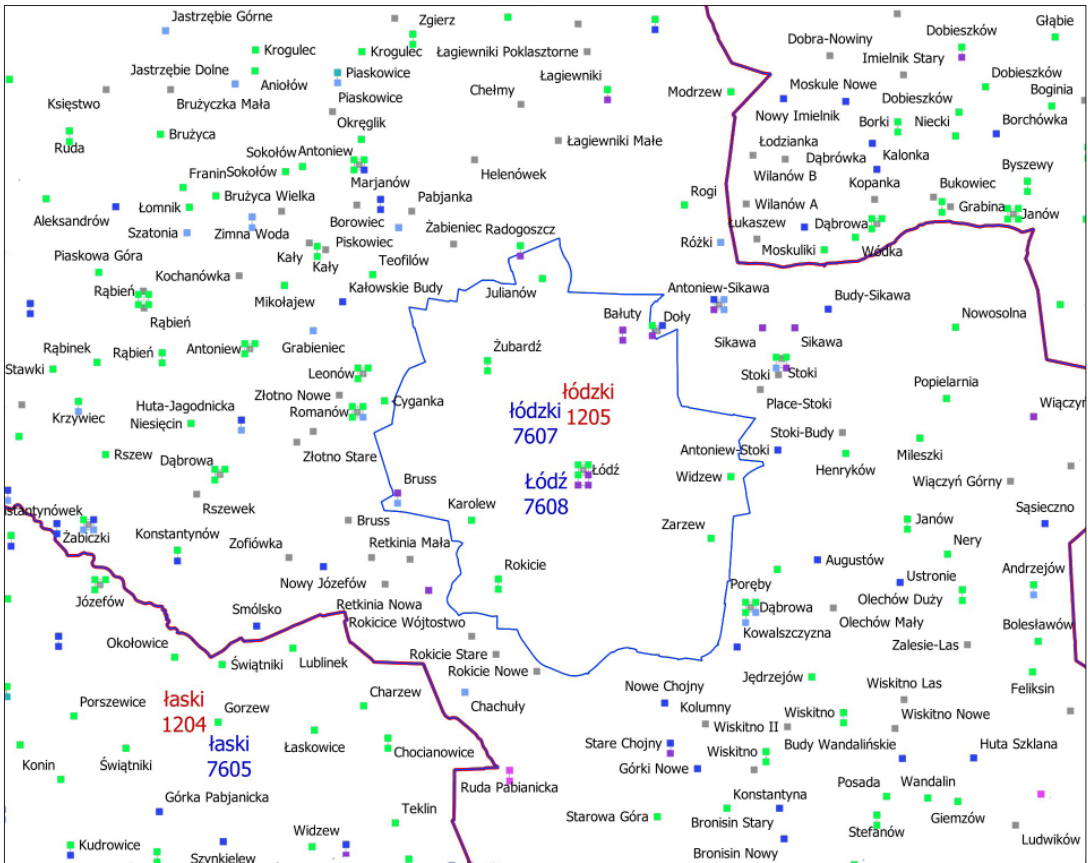 Jastrzębie Górne
Zgierz
Głąbie
Krogulec
Krogulec
Łagiewniki Poklasztorne
Dobra-Nowiny
Dobieszków
Imielnik Stary
Jastrzębie Dolne
Aniołów
Piaskowice
Łagiewniki
Dobieszków
Moskule Nowe
Księstwo
Brużyczka Mała
Piaskowice
Chełmy
Modrzew
Dobieszków
Boginia
Okręglik
Nowy Imielnik
Borki
Niecki
Borchówka
Ruda
Brużyca
Łagiewniki Małe
Łodzianka
Sokołów
Antoniew
Dąbrówka
Kalonka
Franin
Sokołów
Helenówek
Wilanów B
Byszewy
Marjanów
Kopanka
Bukowiec
Brużyca Wielka
Pabjanka
Rogi
Wilanów A
Grabina
Aleksandrów
Łomnik
Janów
Borowiec
Łukaszew
Dąbrowa
Szatonia
Zimna Woda
Żabieniec
Radogoszcz
Różki
Moskuliki
Wódka
Piaskowa Góra
Kały
Piskowiec
Kały
Teofilów
Kochanówka
Rąbień
Mikołajew
Kałowskie Budy
Julianów
Antoniew-Sikawa
Budy-Sikawa
Rąbień
Bałuty
Doły
Nowosolna
Rąbinek
Rąbień
Antoniew
Grabieniec
Sikawa
Sikawa
Żubardź
Stawki
Leonów
Stoki
Stoki
łódzki
1205
Popielarnia
Złotno Nowe
Cyganka
Place-Stoki
Krzywiec
Huta-Jagodnicka
Romanów
łódzki
7607
Wiączyń
Niesięcin
Stoki-Budy
Rszew
Złotno Stare
Antoniew-Stoki
Mileszki
Dąbrowa
Henryków
Łódź
Łódź
7608
Bruss
Widzew
Wiączyń Górny
Rszewek
Karolew
stantynówek
Bruss
Sąsieczno
Żabiczki
Konstantynów
Zarzew
Janów
Zofiówka
Retkinia Mała
Nery
Augustów
Rokicie
Andrzejów
Nowy Józefów
Poręby
Ustronie
Józefów
Retkinia Nowa
Dąbrowa
Olechów Duży
Smólsko
Rokicice Wójtostwo
Olechów Mały
Bolesławów
Kowalszczyzna
Okołowice
Rokicie Stare
Zalesie-Las
Świątniki
Lublinek
Rokicie Nowe
Jędrzejów
Feliksin
Nowe Chojny
Wiskitno Las
łaski
1204
Porszewice
Charzew
Chachuły
Kolumny
Gorzew
Wiskitno II
Wiskitno
Wiskitno Nowe
łaski
7605
Łaskowice
Chocianowice
Stare Chojny
Wiskitno
Budy Wandalińskie
Huta Szklana
Konin
Świątniki
Górki Nowe
Ruda Pabianicka
Posada
Wandalin
Górka Pabjanicka
Konstantyna
Teklin
Starowa Góra
Bronisin Stary
Giemzów
Stefanów
Kudrowice
Widzew
Ludwików
Szynkielew
Bronisin Nowy